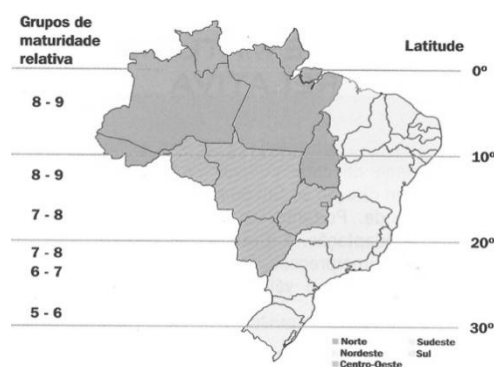 Grupos de
maturidade
relativa
Latitude
0º
8 - 9
10º
8 - 9
7 - 8
20º
7 - 8
6 - 7
5 - 6
30º
Norte
Sudeste
Nordeste
Sul
Centro-Oeste